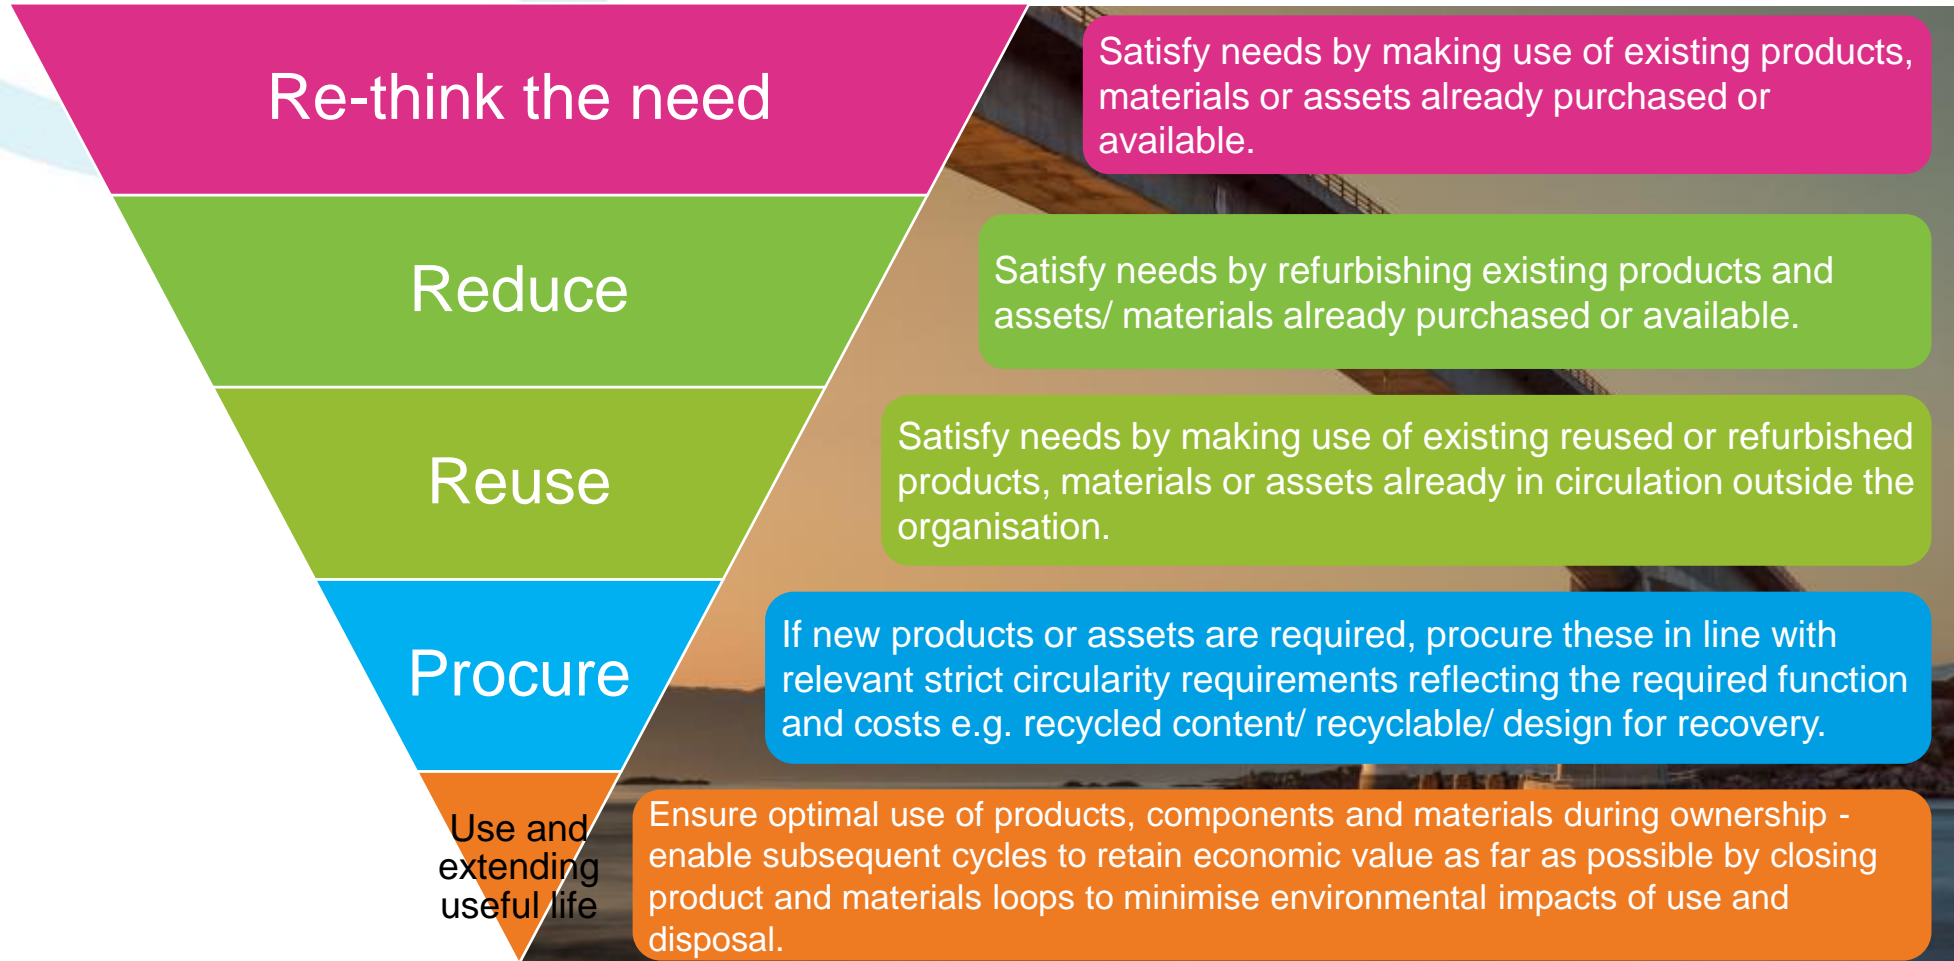 Re-think the need
Satisfy needs by making use of existing products,
materials or assets already purchased or
available.
Reduce
Satisfy needs by refurbishing existing products and
assets/ materials already purchased or available.
Reuse
Satisfy needs by making use of existing reused or refurbished
products, materials or assets already in circulation outside the
organisation.
Procure
If new products or assets are required, procure these in line with
relevant strict circularity requirements reflecting the required function
and costs e.g. recycled content/ recyclable/ design for recovery.
Use and
extending
useful life
Ensure optimal use of products, components and materials during ownership -
enable subsequent cycles to retain economic value as far as possible by closing
product and materials loops to minimise environmental impacts of use and
disposal.